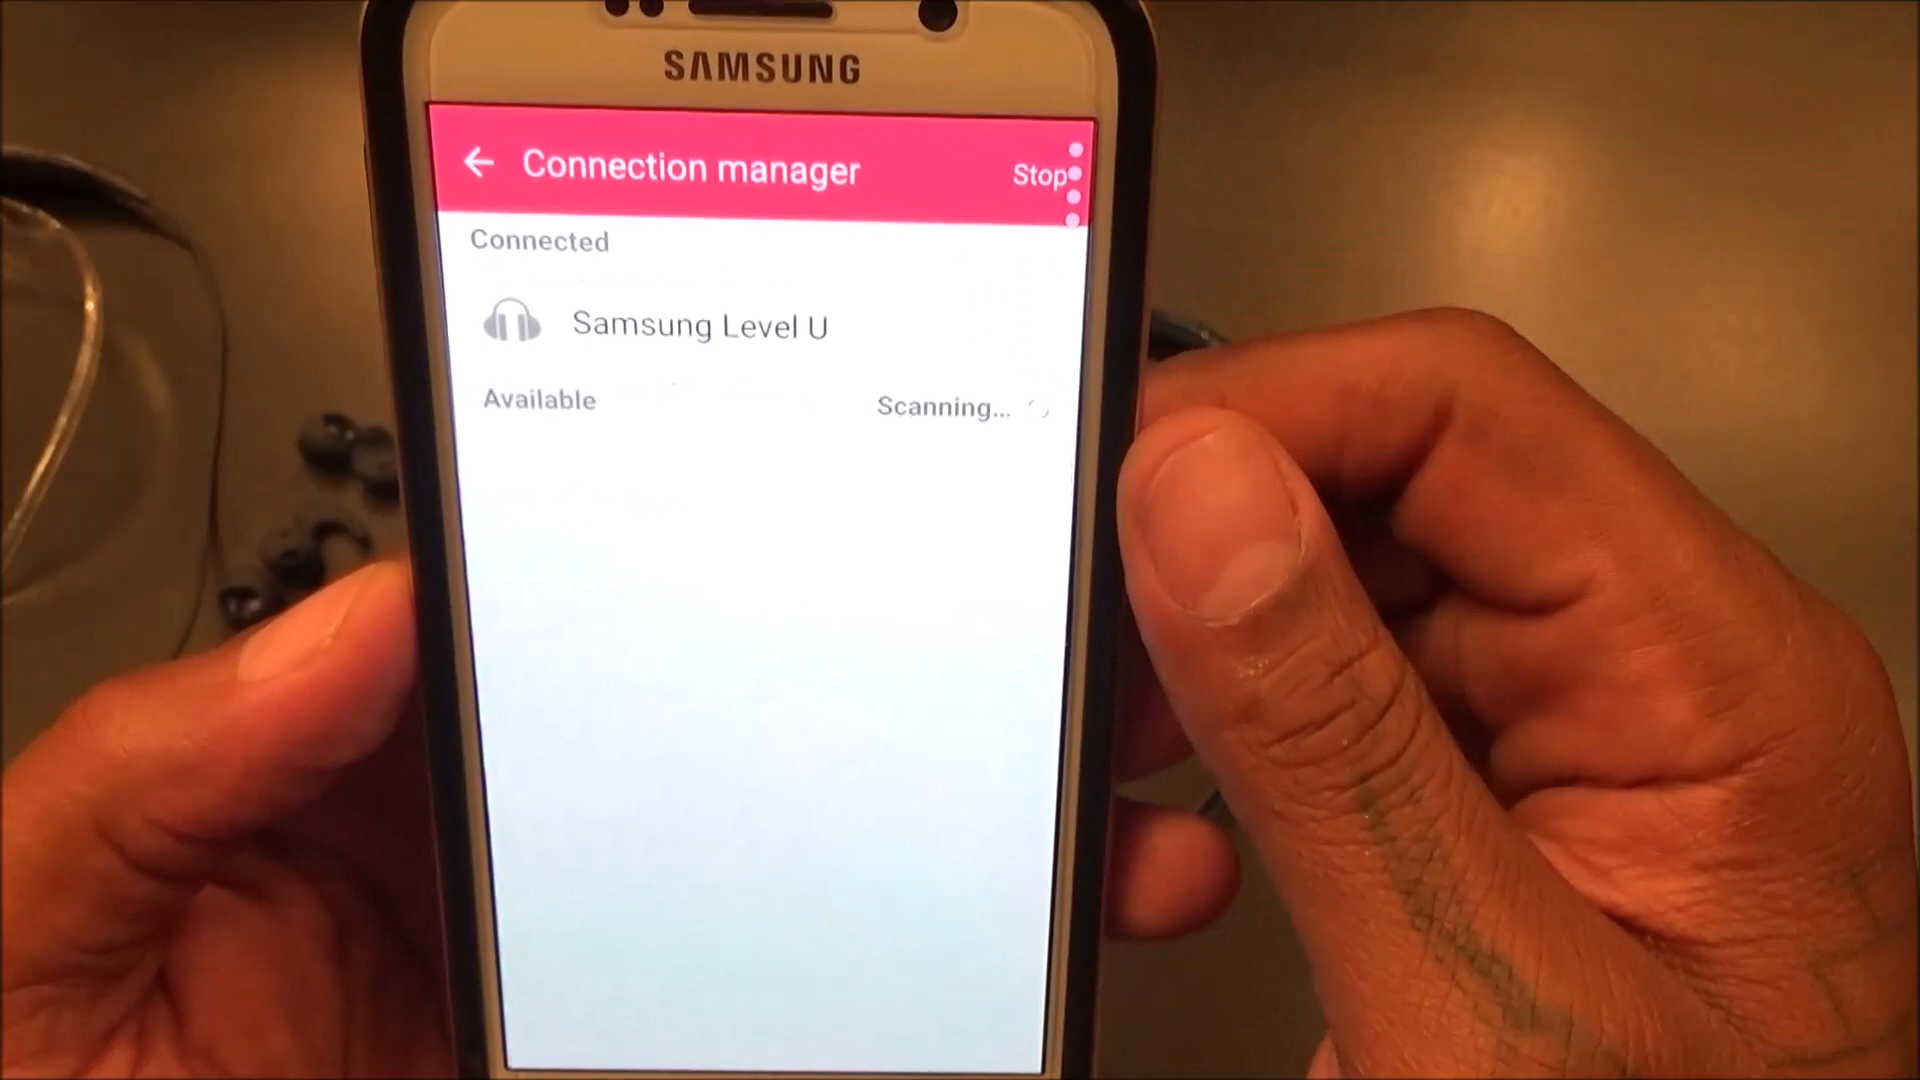 SAMSUNG
Connection manager Stop
Connected
Samsung Level U
Available Scanning...